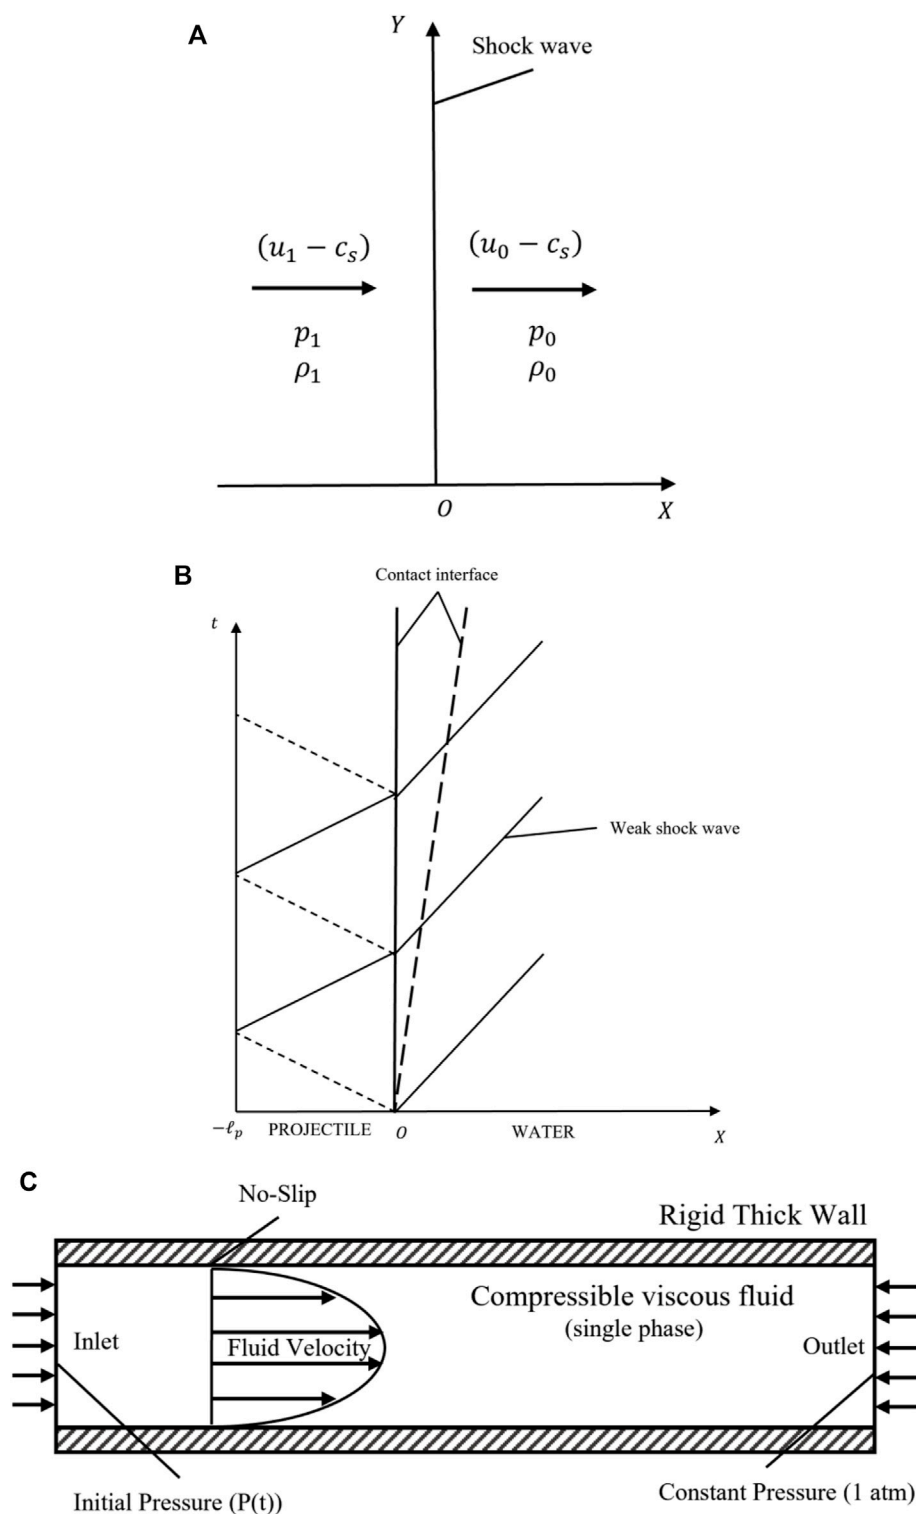 A
Y
Shock wave
(u₁ − cₛ)
(u₀ − cₛ)
p₁
p₀
ρ₁
ρ₀
O
X
B
Contact interface
t
Weak shock wave
−ℓₚ
PROJECTILE
O
WATER
X
C
No-Slip
Rigid Thick Wall
Compressible viscous fluid
(single phase)
Inlet
Fluid Velocity
Outlet
Initial Pressure (P(t))
Constant Pressure (1 atm)